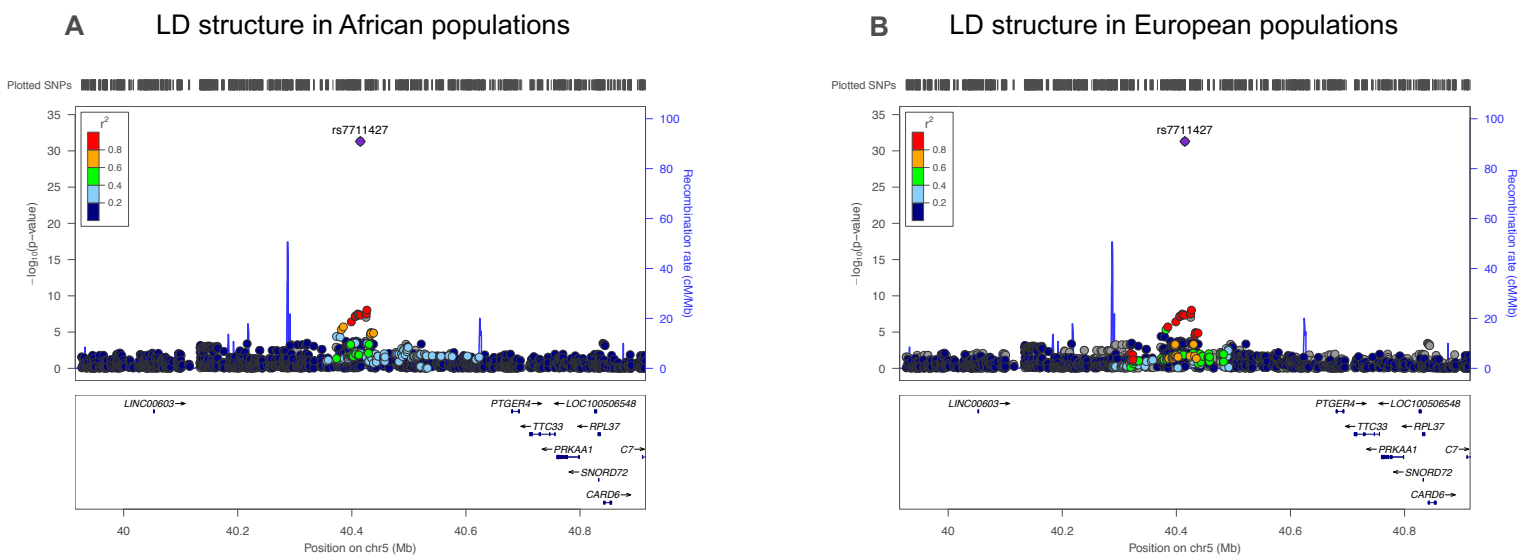 A LD structure in African populations
Plotted SNPs
rs7711427
r²
0.8
0.6
0.4
0.2
35
30
25
20
15
10
5
0
−log₁₀(p−value)
100
80
60
40
20
0
Recombination rate (cM/Mb)
LINC00603→
PTGER4→
←LOC100506548
←TTC33
←RPL37
←PRKAA1
C7→
←SNORD72
CARD6→
40
40.2
40.4
40.6
40.8
Position on chr5 (Mb)
B LD structure in European populations
Plotted SNPs
rs7711427
r²
0.8
0.6
0.4
0.2
35
30
25
20
15
10
5
0
−log₁₀(p−value)
100
80
60
40
20
0
Recombination rate (cM/Mb)
LINC00603→
PTGER4→
←LOC100506548
←TTC33
←RPL37
←PRKAA1
C7→
←SNORD72
CARD6→
40
40.2
40.4
40.6
40.8
Position on chr5 (Mb)